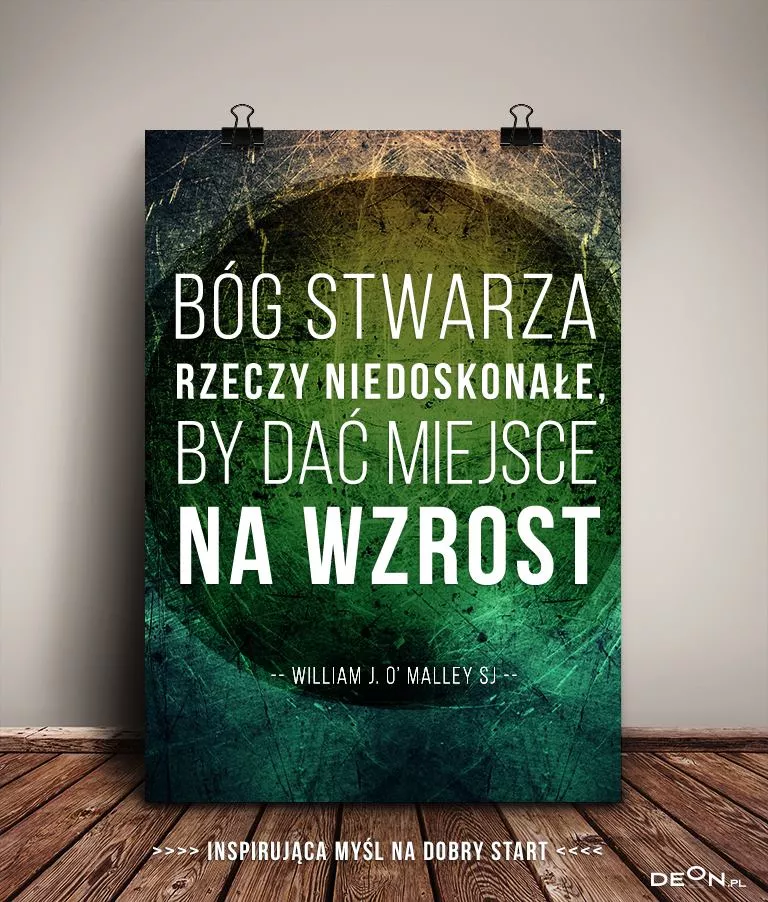 BÓG STWARZA
RZECZY NIEDOSKONAŁE,
BY DAĆ MIEJSCE
NA WZROST
-- WILLIAM J. O' MALLEY SJ --
>>>> INSPIRUJĄCA MYŚL NA DOBRY START <<<<
DEON.PL